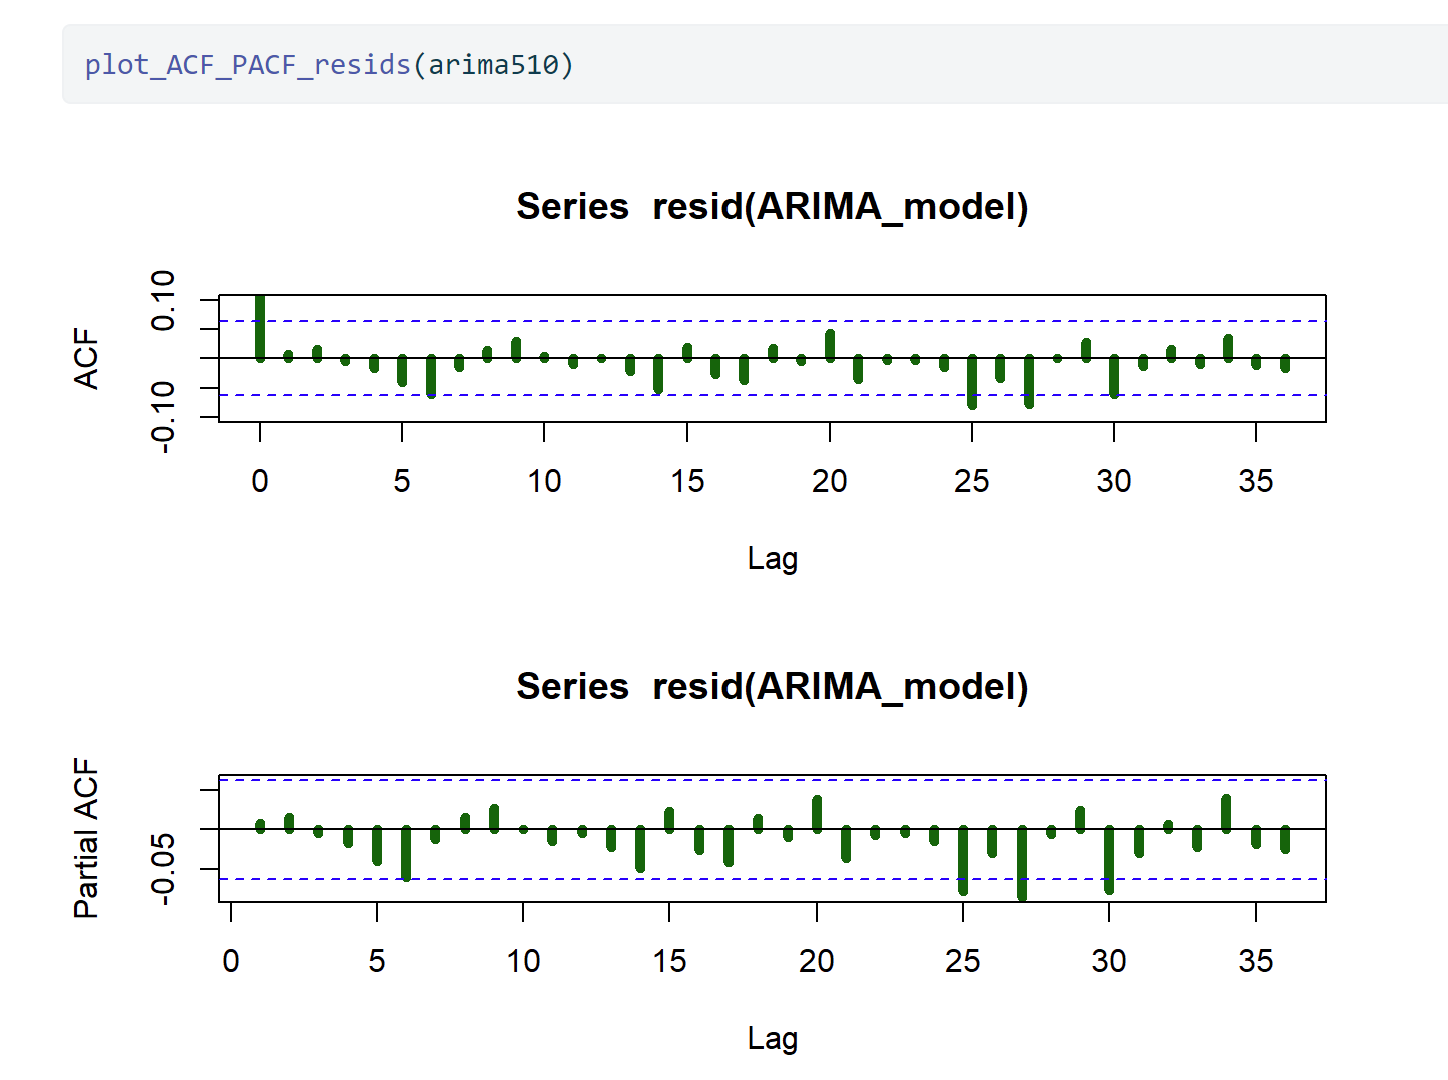 plot_ACF_PACF_resids(arima510)
Series resid(ARIMA_model)
ACF
0.10
-0.10
0 5 10 15 20 25 30 35
Lag
Series resid(ARIMA_model)
Partial ACF
-0.05
0 5 10 15 20 25 30 35
Lag